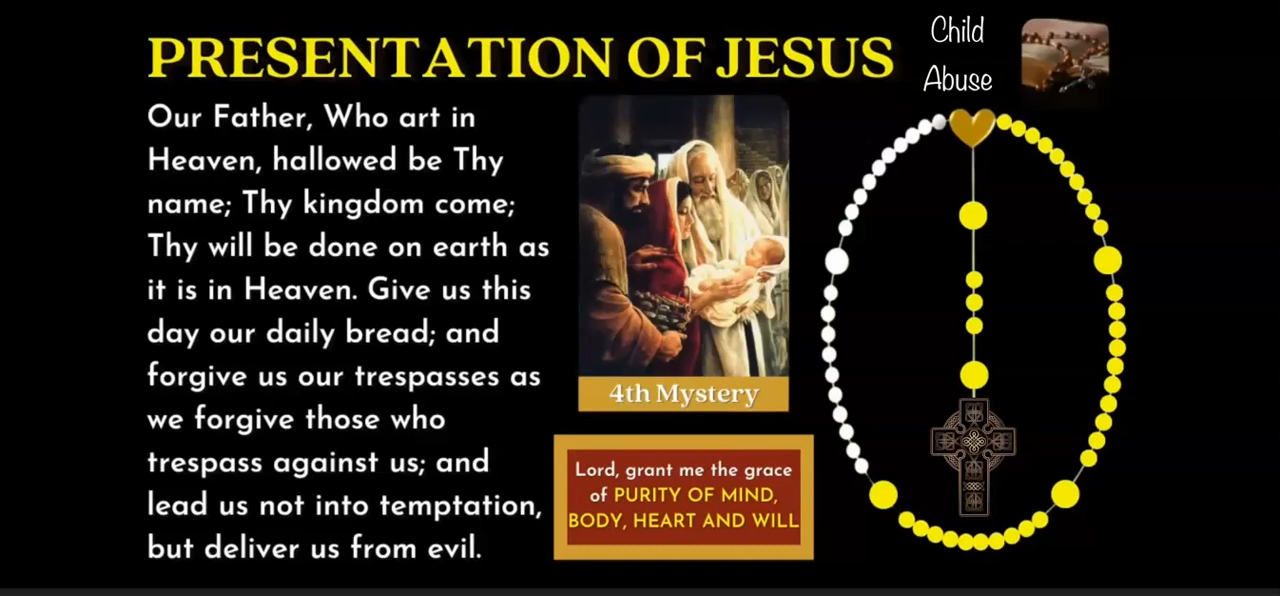 PRESENTATION OF JESUS
Child
Abuse
Our Father, Who art in
Heaven, hallowed be Thy
name; Thy kingdom come;
Thy will be done on earth as
it is in Heaven. Give us this
day our daily bread; and
forgive us our trespasses as
we forgive those who
trespass against us; and
lead us not into temptation,
but deliver us from evil.
4th Mystery
Lord, grant me the grace
of PURITY OF MIND,
BODY, HEART AND WILL